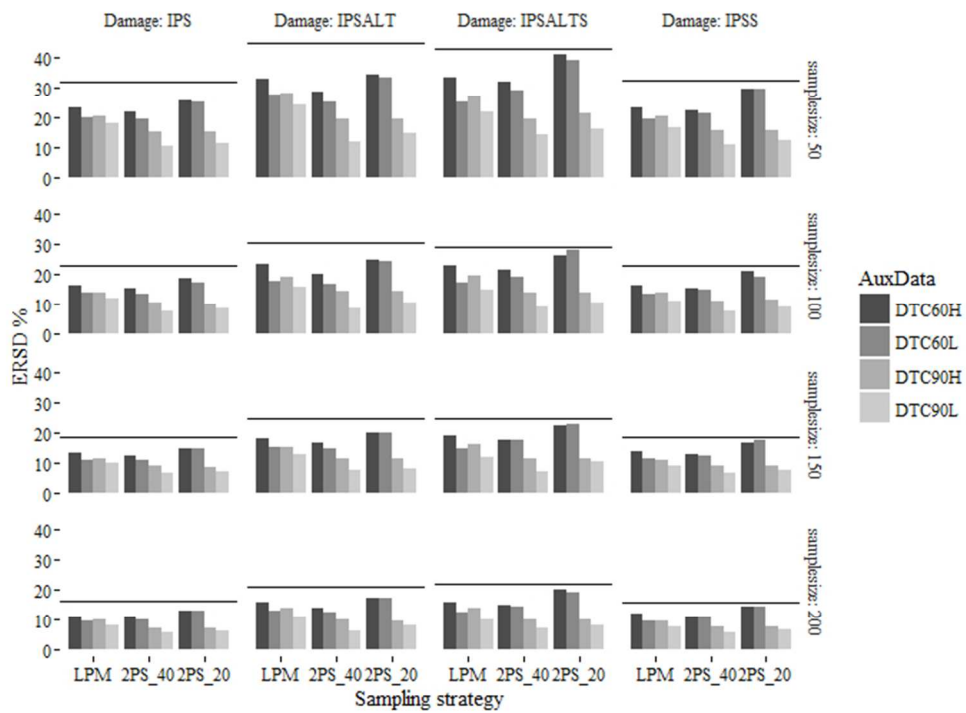 Damage: IPS
Damage: IPSALT
Damage: IPSALTS
Damage: IPSS
ERSD %
40
30
20
10
0
samplesize: 50
40
30
20
10
0
samplesize: 100
40
30
20
10
0
samplesize: 150
40
30
20
10
0
samplesize: 200
LPM 2PS_40 2PS_20
LPM 2PS_40 2PS_20
LPM 2PS_40 2PS_20
LPM 2PS_40 2PS_20
Sampling strategy
AuxData
DTC60H
DTC60L
DTC90H
DTC90L